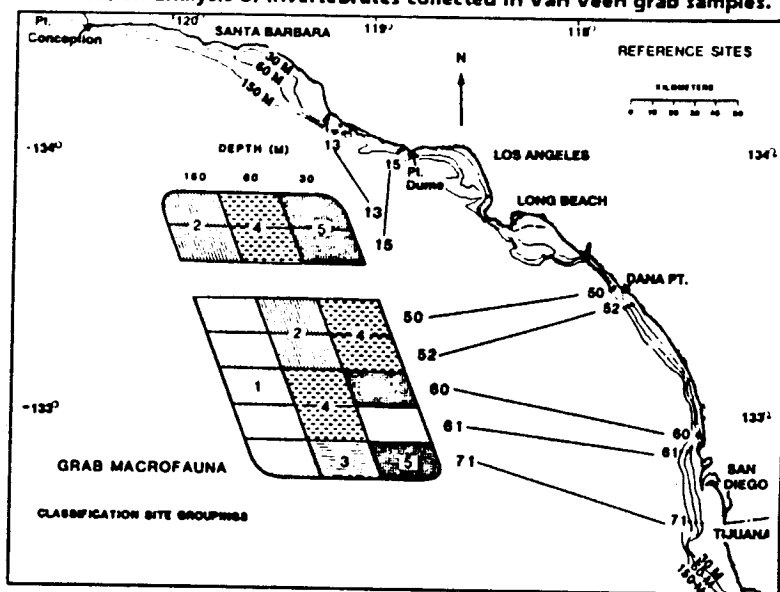 analysis of invertebrates collected in Van Veen grab samples.
Pt. Conception
120
119°
118°
SANTA BARBARA
REFERENCE SITES
30 M
60 M
150 M
N
KILOMETERS
-134°
134°
DEPTH (M)
150 60 30
13
15
Pt. Dume
LOS ANGELES
LONG BEACH
2 4 5
13
15
DANA PT.
50
52
2
4
50
52
1
4
60
61
-133°
133°
60
61
GRAB MACROFAUNA
3
5
71
SAN DIEGO
CLASSIFICATION SITE GROUPINGS
71
TIJUANA
30 M
60 M
150 M